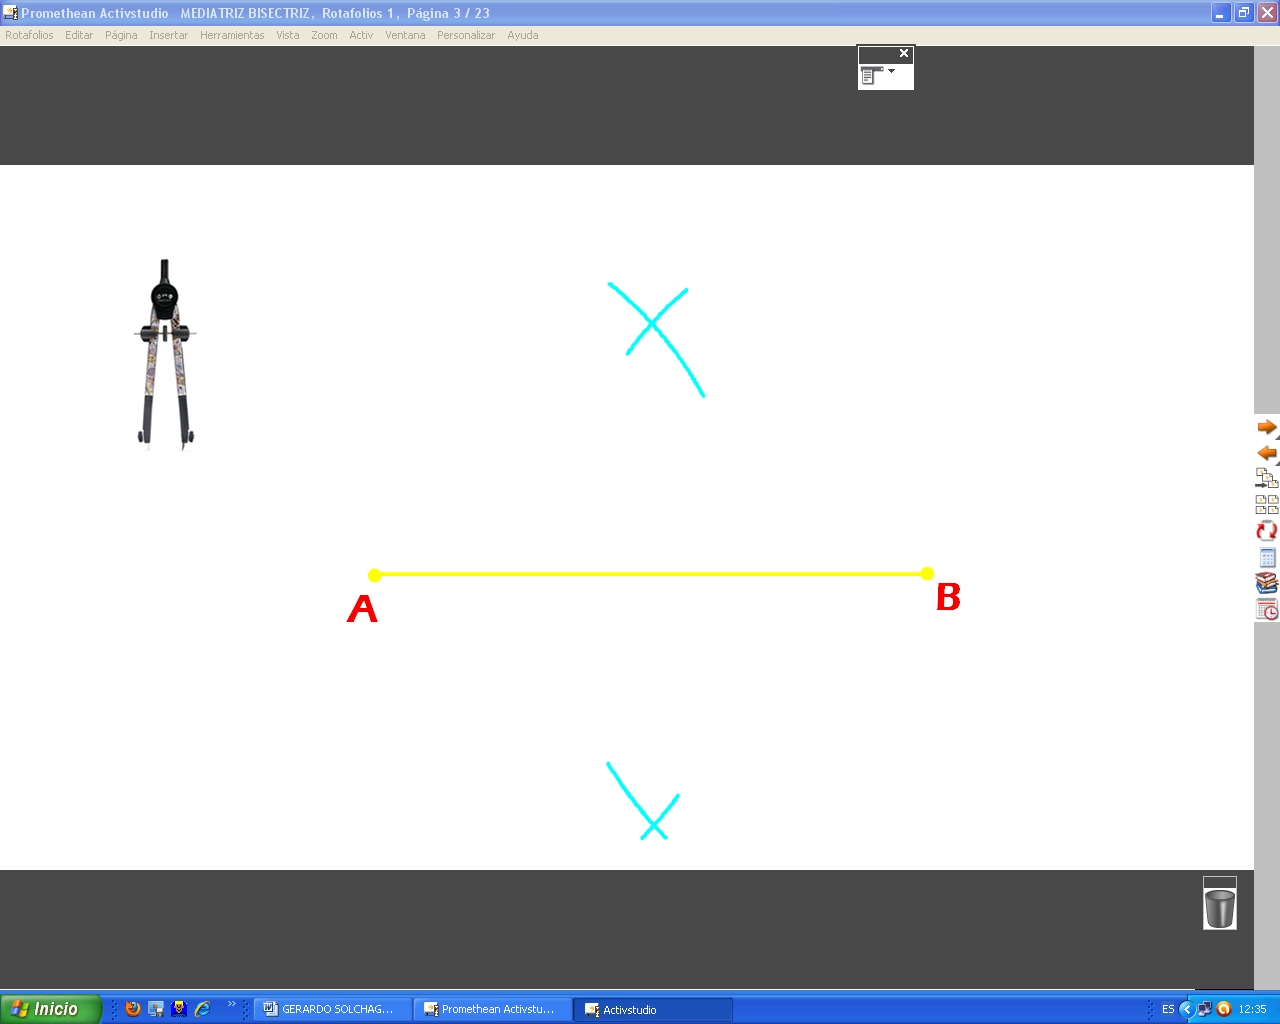 Promethean Activstudio MEDIATRIZ BISECTRIZ, Rotafolios 1, Página 3 / 23
Rotafolios Editar Página Insertar Herramientas Vista Zoom Activ Ventana Personalizar Ayuda
A
B
Inicio
GERARDO SOLCHAG...
Promethean Activstu...
Activstudio
ES
12:35